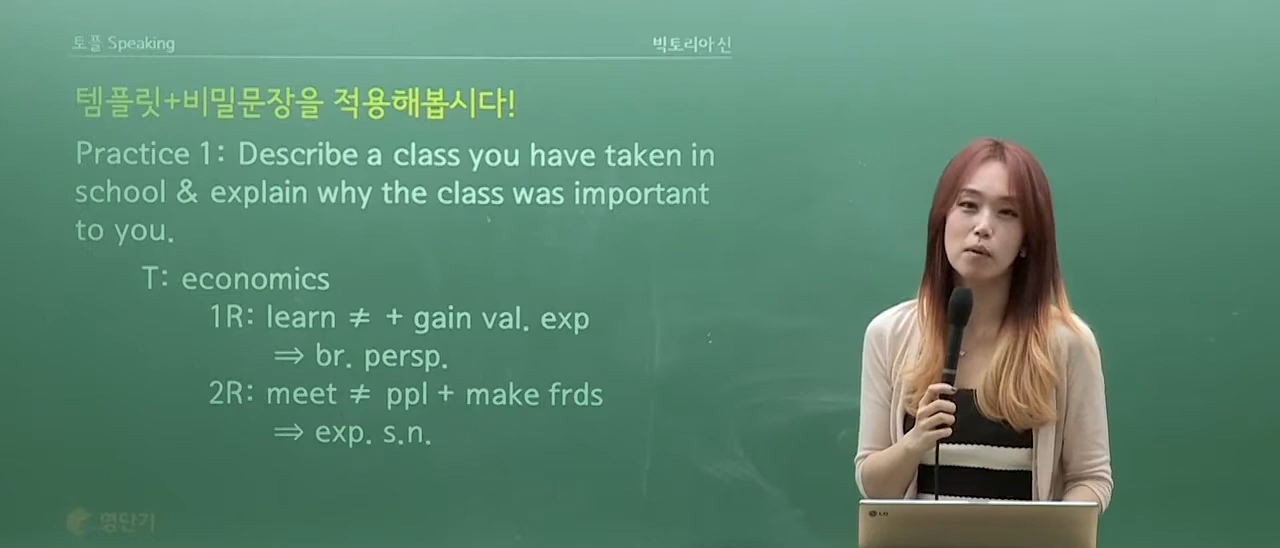 토플 Speaking
빅토리아 신
템플릿+비밀문장을 적용해봅시다!
Practice 1: Describe a class you have taken in
school & explain why the class was important
to you.
T: economics
1R: learn ≠ + gain val. exp
⇒ br. persp.
2R: meet ≠ ppl + make frds
⇒ exp. s.n.
영단기
LG